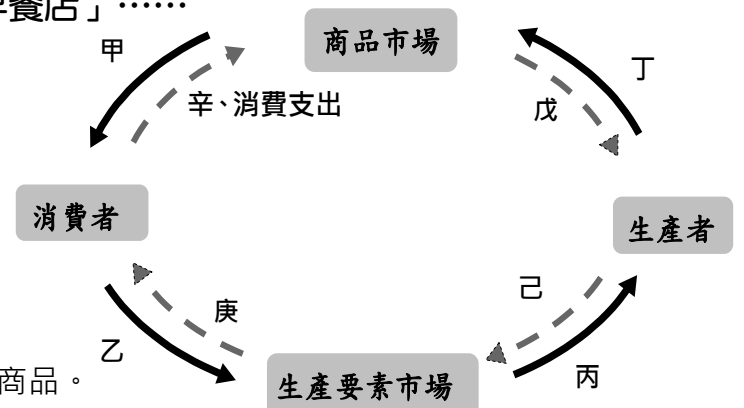 餐店」……
甲
商品市場
丁
辛、消費支出
戊
消費者
生產者
己
庚
乙
丙
商品。
生產要素市場